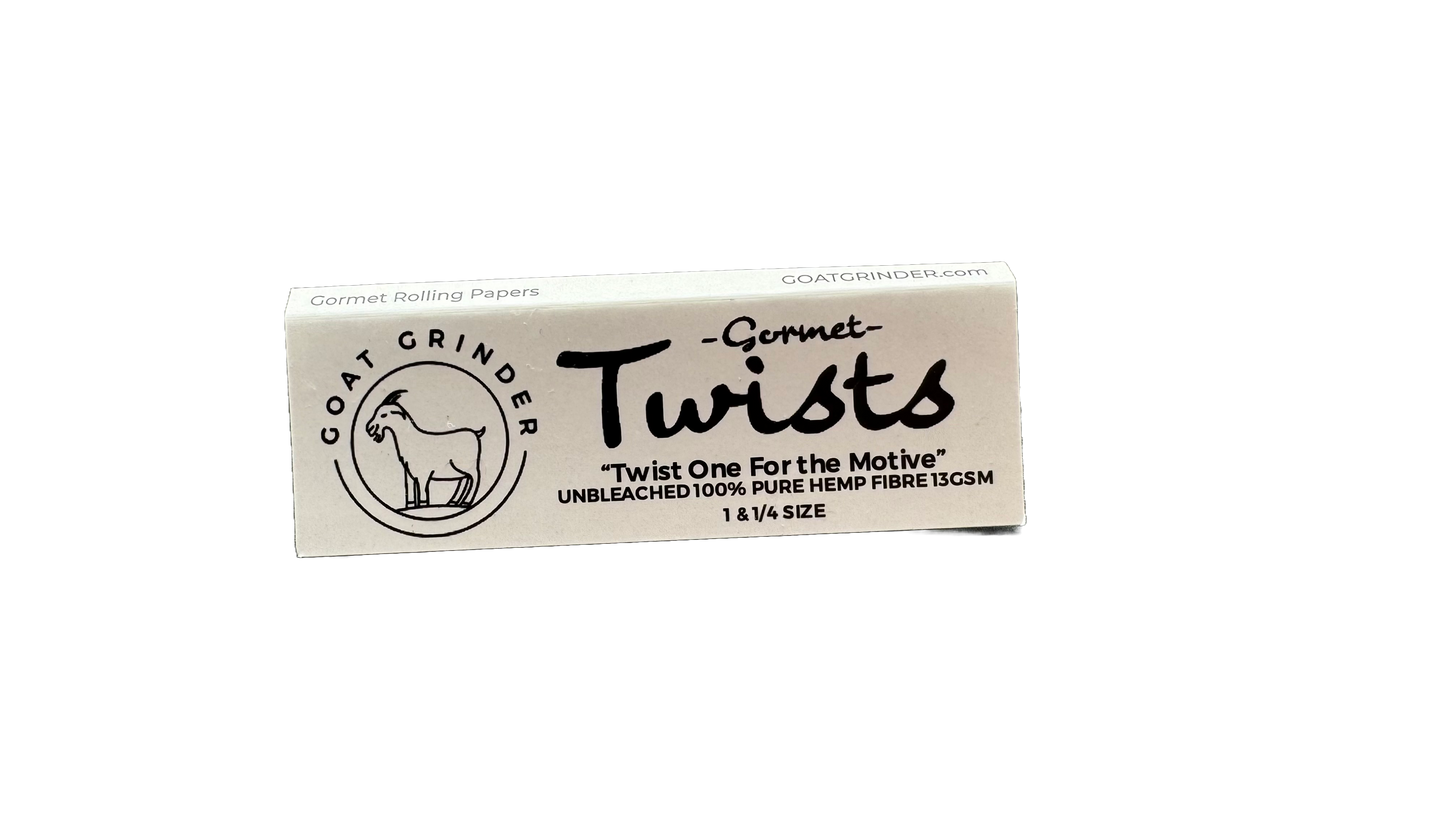 Gormet Rolling Papers
GOATGRINDER.com
GOAT GRINDER
-Gormet-
Twists
“Twist One For the Motive”
UNBLEACHED 100% PURE HEMP FIBRE 13GSM
1 & 1/4 SIZE